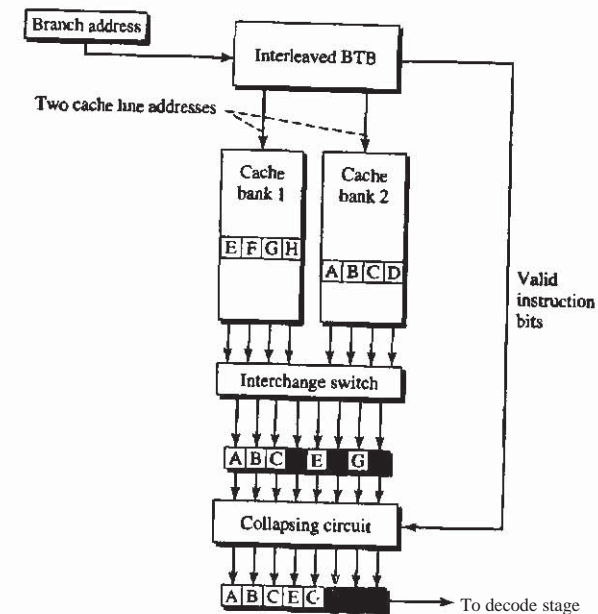 Branch address
Interleaved BTB
Two cache line addresses
Cache
bank 1
Cache
bank 2
E F G H
A B C D
Valid
instruction
bits
Interchange switch
A B C E G
Collapsing circuit
A B C E G
To decode stage